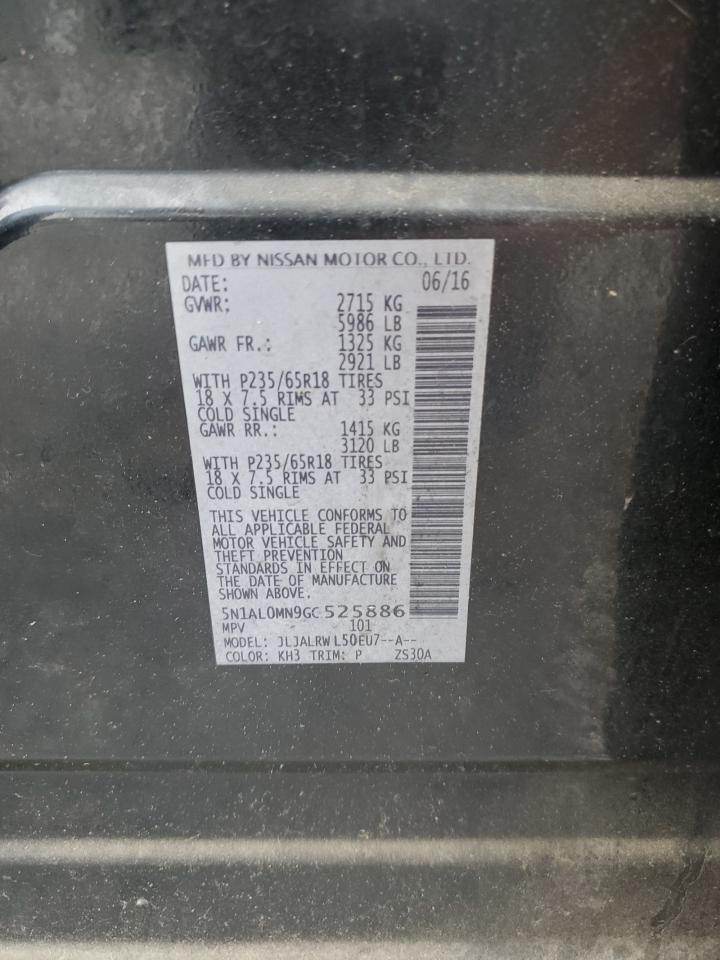 MFD BY NISSAN MOTOR CO., LTD.
DATE: 06/16
GVWR: 2715 KG
5986 LB
GAWR FR.: 1325 KG
2921 LB
WITH P235/65R18 TIRES
18 X 7.5 RIMS AT 33 PSI
COLD SINGLE
GAWR RR.: 1415 KG
3120 LB
WITH P235/65R18 TIRES
18 X 7.5 RIMS AT 33 PSI
COLD SINGLE
THIS VEHICLE CONFORMS TO
ALL APPLICABLE FEDERAL
MOTOR VEHICLE SAFETY AND
THEFT PREVENTION
STANDARDS IN EFFECT ON
THE DATE OF MANUFACTURE
SHOWN ABOVE.
5N1AL0MN9GC 525886
MPV 101
MODEL: JLJALRW L50EU7--A--
COLOR: KH3 TRIM: P ZS30A